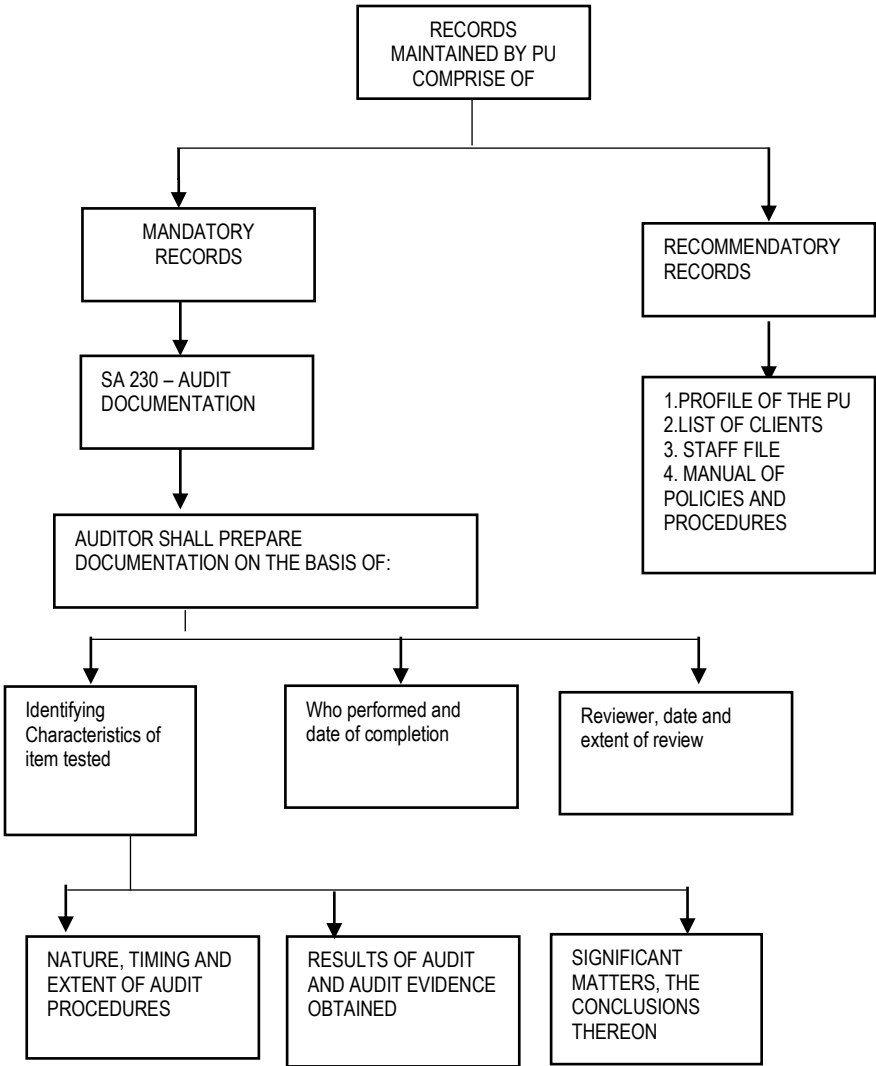 RECORDS
MAINTAINED BY PU
COMPRISE OF
MANDATORY
RECORDS
RECOMMENDATORY
RECORDS
SA 230 – AUDIT
DOCUMENTATION
1.PROFILE OF THE PU
2.LIST OF CLIENTS
3. STAFF FILE
4. MANUAL OF
POLICIES AND
PROCEDURES
AUDITOR SHALL PREPARE
DOCUMENTATION ON THE BASIS OF:
Identifying
Characteristics of
item tested
Who performed and
date of completion
Reviewer, date and
extent of review
NATURE, TIMING AND
EXTENT OF AUDIT
PROCEDURES
RESULTS OF AUDIT
AND AUDIT EVIDENCE
OBTAINED
SIGNIFICANT
MATTERS, THE
CONCLUSIONS
THEREON